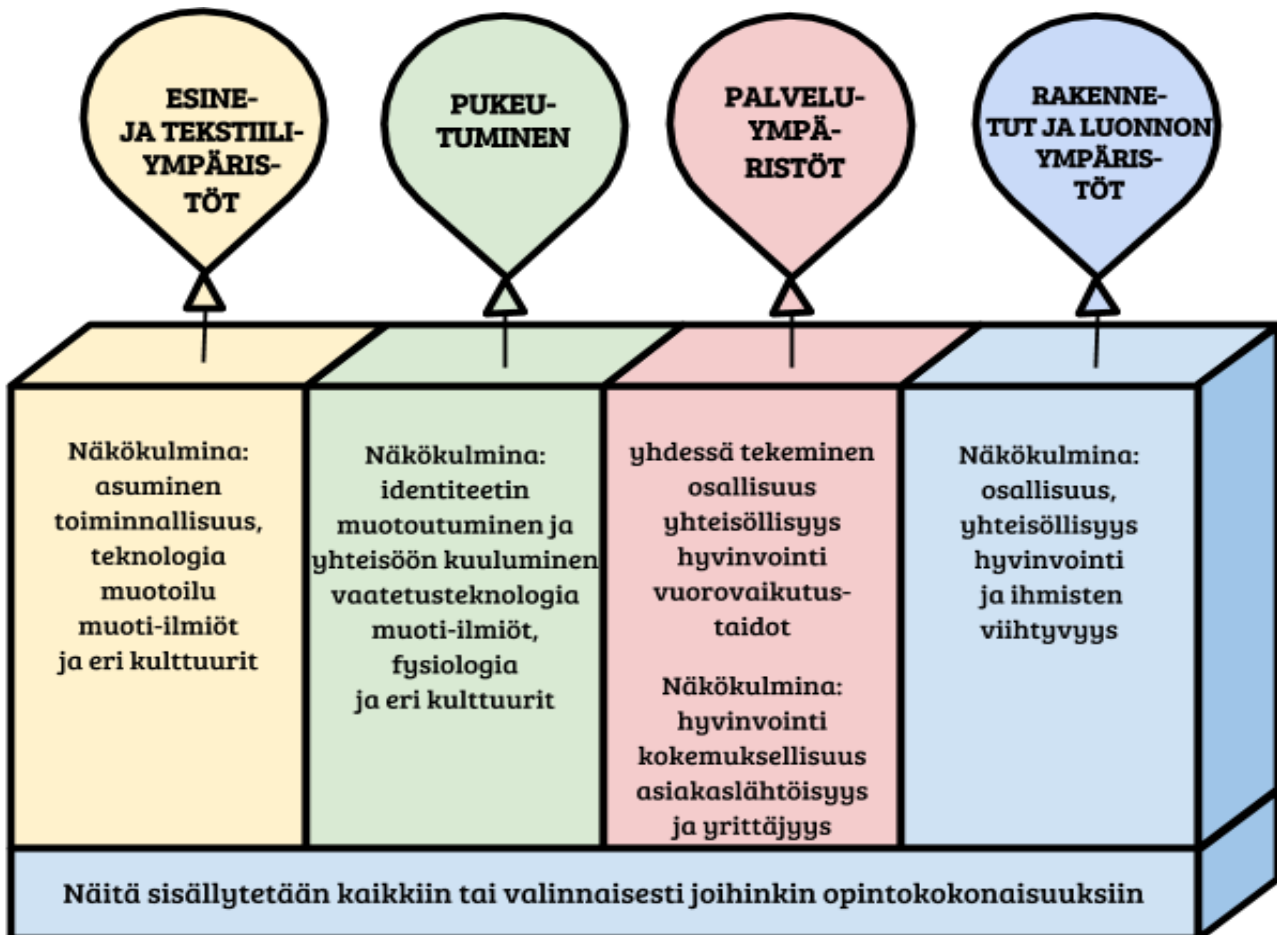 ESINE-
JA TEKSTIILI-
YMPÄRIS-
TÖT
PUKEU-
TUMINEN
PALVELU-
YMPÄ-
RISTÖT
RAKENNE-
TUT JA LUONNON
YMPÄRIS-
TÖT
Näkökulmina:
asuminen
toiminnallisuus,
teknologia
muotoilu
muoti-ilmiöt
ja eri kulttuurit
Näkökulmina:
identiteetin
muotoutuminen ja
yhteisöön kuuluminen
vaatetusteknologia
muoti-ilmiöt,
fysiologia
ja eri kulttuurit
yhdessä tekeminen
osallisuus
yhteisöllisyys
hyvinvointi
vuorovaikutus-
taidot
Näkökulmina:
hyvinvointi
kokemuksellisuus
asiakaslähtöisyys
ja yrittäjyys
Näkökulmina:
osallisuus,
yhteisöllisyys
hyvinvointi
ja ihmisten
viihtyvyys
Näitä sisällytetään kaikkiin tai valinnaisesti joihinkin opintokokonaisuuksiin